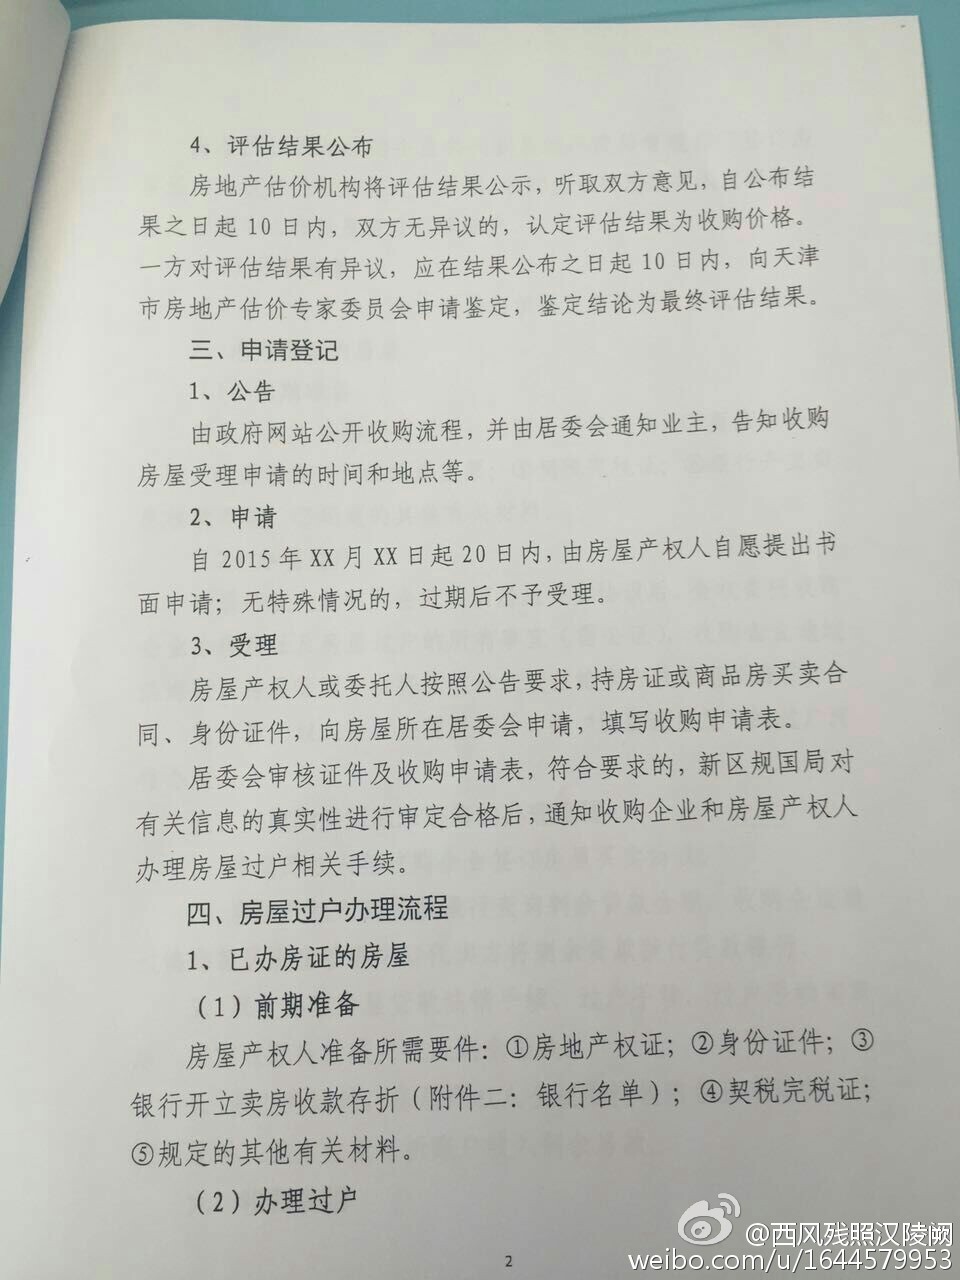 4、评估结果公布
房地产估价机构将评估结果公示，听取双方意见，自公布结
果之日起 10 日内，双方无异议的，认定评估结果为收购价格。
一方对评估结果有异议，应在结果公布之日起 10 日内，向天津
市房地产估价专家委员会申请鉴定，鉴定结论为最终评估结果。
三、申请登记
1、公告
由政府网站公开收购流程，并由居委会通知业主，告知收购
房屋受理申请的时间和地点等。
2、申请
自 2015 年 XX 月 XX 日起 20 日内，由房屋产权人自愿提出书
面申请；无特殊情况的，过期后不予受理。
3、受理
房屋产权人或委托人按照公告要求，持房证或商品房买卖合
同、身份证件，向房屋所在居委会申请，填写收购申请表。
居委会审核证件及收购申请表，符合要求的，新区规国局对
有关信息的真实性进行审定合格后，通知收购企业和房屋产权人
办理房屋过户相关手续。
四、房屋过户办理流程
1、已办房证的房屋
（1）前期准备
房屋产权人准备所需要件：①房地产权证；②身份证件；③
银行开立卖房收款存折（附件二：银行名单）；④契税完税证；
⑤规定的其他有关材料。
（2）办理过户
2
@西风残照汉陵阙
weibo.com/u/1644579953